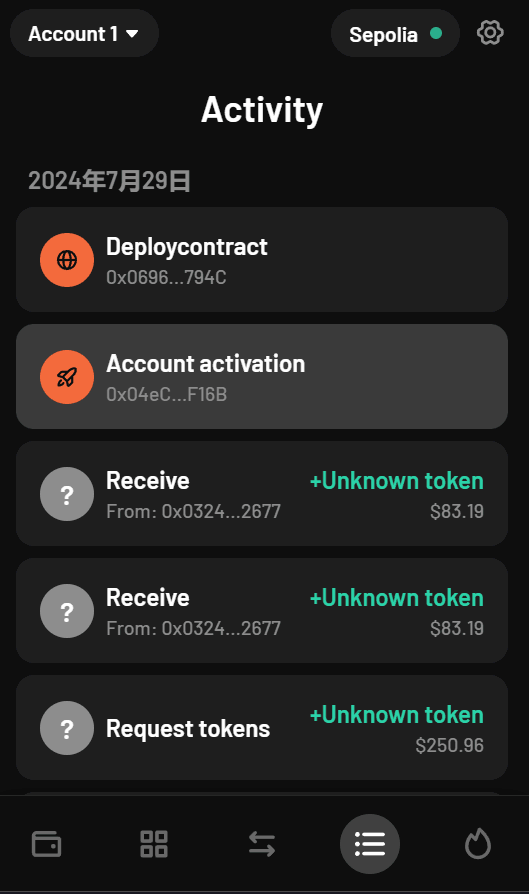 Account 1
Sepolia
Activity
2024年7月29日
Deploycontract
0x0696...794C
Account activation
0x04eC...F16B
?
Receive
+Unknown token
From: 0x0324...2677
$83.19
?
Receive
+Unknown token
From: 0x0324...2677
$83.19
?
Request tokens
+Unknown token
$250.96